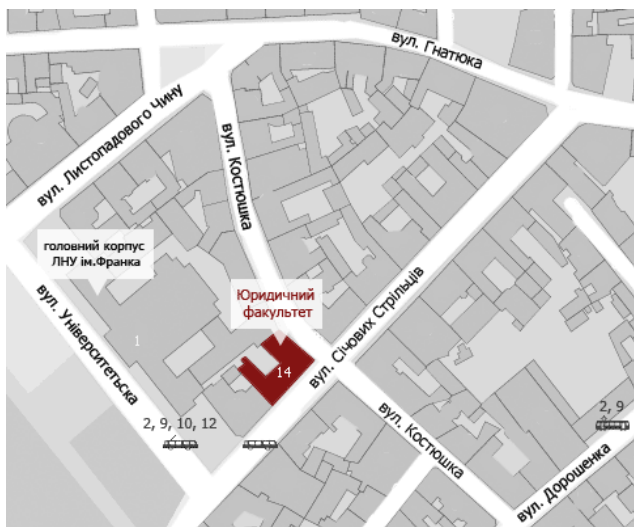 вул. Гнатюка
вул. Листопадового Чину
вул. Костюшка
головний корпус
ЛНУ ім.Франка
вул. Університетська
1
Юридичний
факультет
14
вул. Січових Стрільців
2, 9, 10, 12
вул. Костюшка
2, 9
вул. Дорошенка